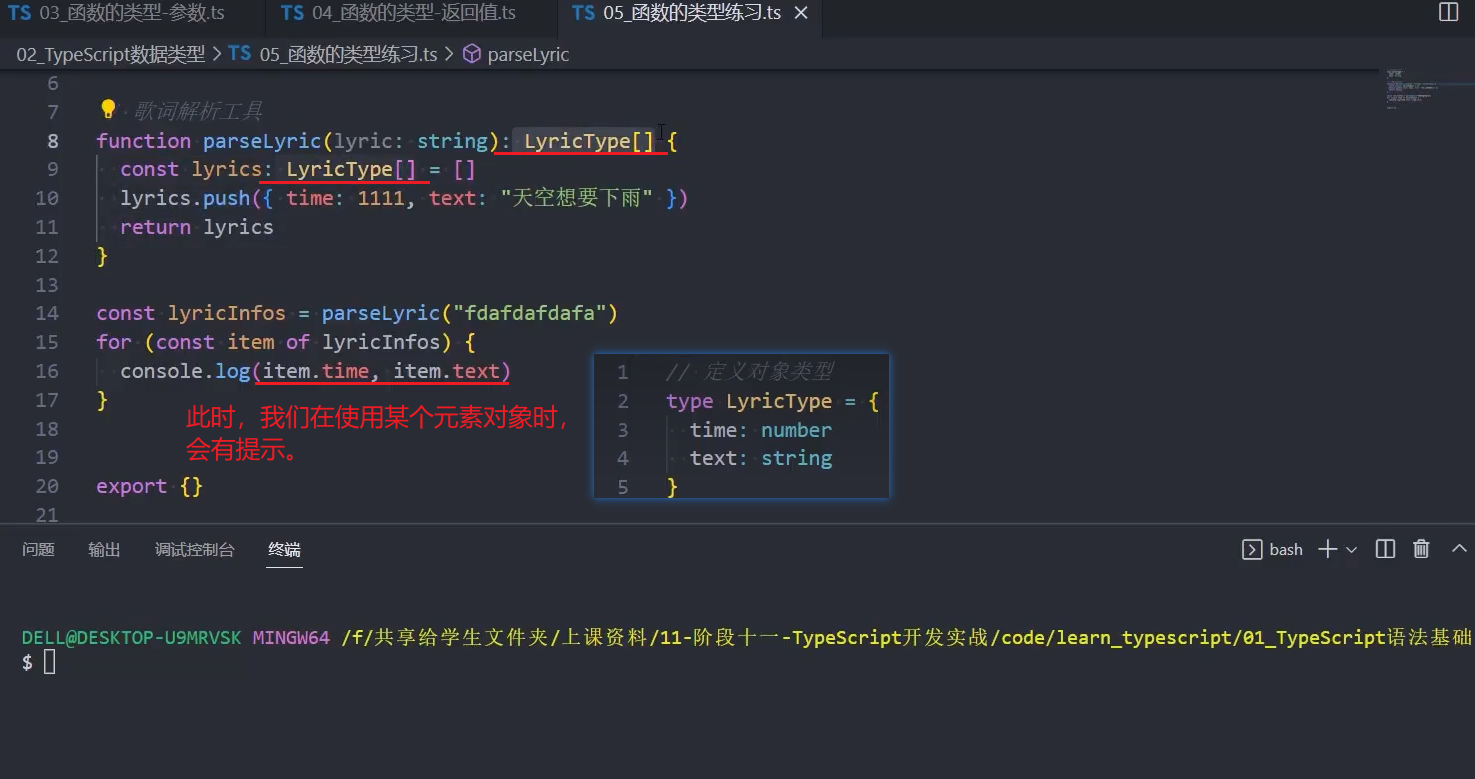 TS 03_函数的类型-参数.ts TS 04_函数的类型-返回值.ts TS 05_函数的类型练习.ts
02_TypeScript数据类型 > TS 05_函数的类型练习.ts > parseLyric
6
7 歌词解析工具
8 function parseLyric(lyric: string): LyricType[] {
9 const lyrics: LyricType[] = []
10 lyrics.push({ time: 1111, text: "天空想要下雨" })
11 return lyrics
12 }
13
14 const lyricInfos = parseLyric("fdafdafdafa")
15 for (const item of lyricInfos) {
16 console.log(item.time, item.text)
17 }
18
19
20 export {}
21
此时，我们在使用某个元素对象时，
会有提示。
1 // 定义对象类型
2 type LyricType = {
3 time: number
4 text: string
5 }
问题 输出 调试控制台 终端 bash
DELL@DESKTOP-U9MRVSK MINGW64 /f/共享给学生文件夹/上课资料/11-阶段十一-TypeScript开发实战/code/learn_typescript/01_TypeScript语法基础
$